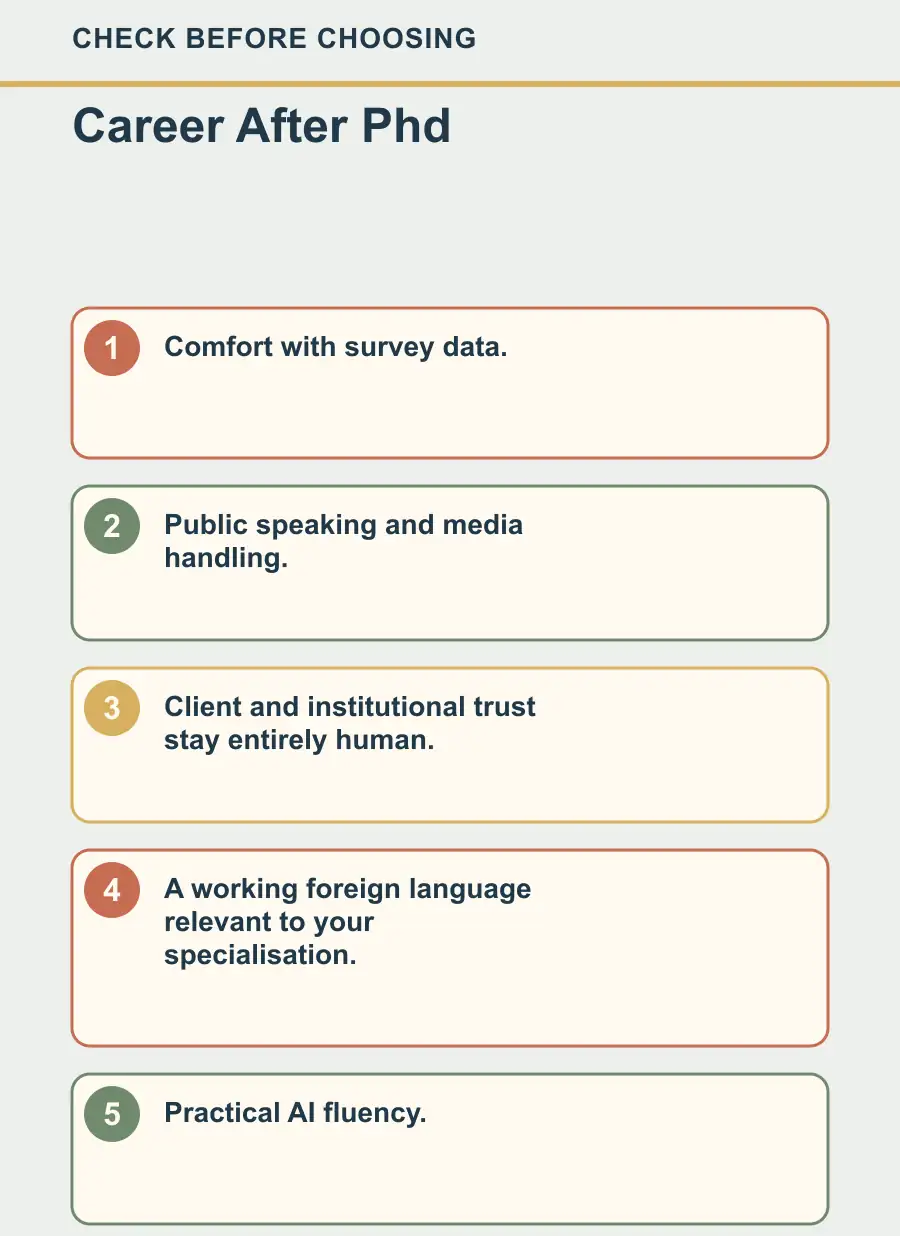 CHECK BEFORE CHOOSING
Career After Phd
1
Comfort with survey data.
2
Public speaking and media
handling.
3
Client and institutional trust
stay entirely human.
4
A working foreign language
relevant to your
specialisation.
5
Practical AI fluency.